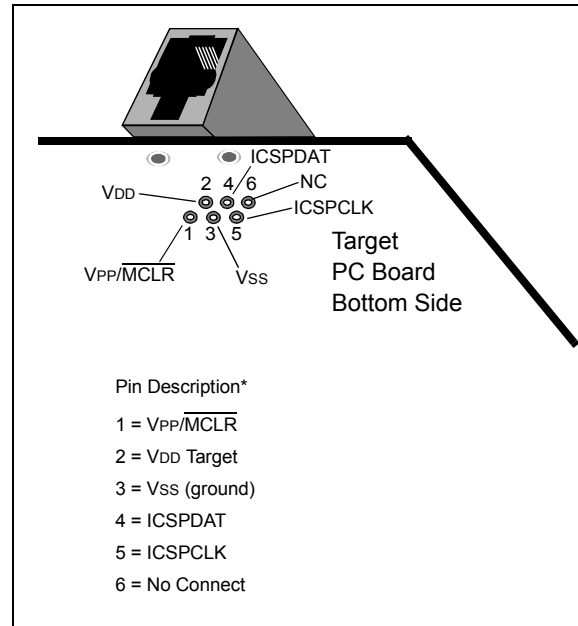 ICSPDAT
VDD
2 4 6
NC
ICSPCLK
1 3 5
VPP/MCLR
VSS
Target
PC Board
Bottom Side
Pin Description*
1 = VPP/MCLR
2 = VDD Target
3 = VSS (ground)
4 = ICSPDAT
5 = ICSPCLK
6 = No Connect